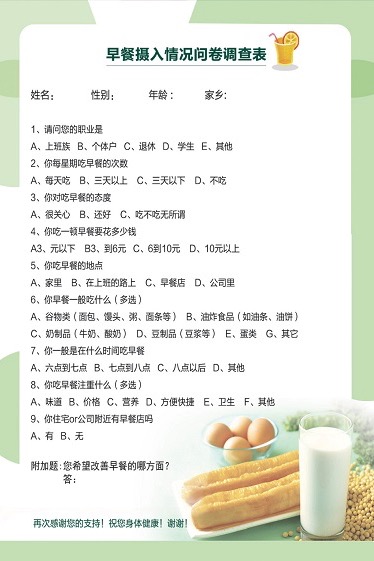 早餐摄入情况问卷调查表
姓名： 性别： 年龄： 家乡：
1、请问您的职业是
A、上班族 B、个体户 C、退休 D、学生 E、其他
2、你每星期吃早餐的次数
A、每天吃 B、三天以上 C、三天以下 D、不吃
3、你对吃早餐的态度
A、很关心 B、还好 C、吃不吃无所谓
4、你吃一顿早餐要花多少钱
A3、元以下 B3、到6元 C、6到10元 D、10元以上
5、你吃早餐的地点
A、家里 B、在上班的路上 C、早餐店 D、公司里
6、你早餐一般吃什么（多选）
A、谷物类（面包、馒头、粥、面条等） B、油炸食品（如油条、油饼）
C、奶制品（牛奶、酸奶） D、豆制品（豆浆等） E、蛋类 G、其它
7、你一般是在什么时间吃早餐
A、六点到七点 B、七点到八点 C、八点以后 D、其他
8、你吃早餐注重什么（多选）
A、味道 B、价格 C、营养 D、方便快捷 E、卫生 F、其他
9、你住宅or公司附近有早餐店吗
A、有 B、无
附加题：您希望改善早餐的哪方面？
答：
再次感谢您的支持！祝您身体健康！谢谢！